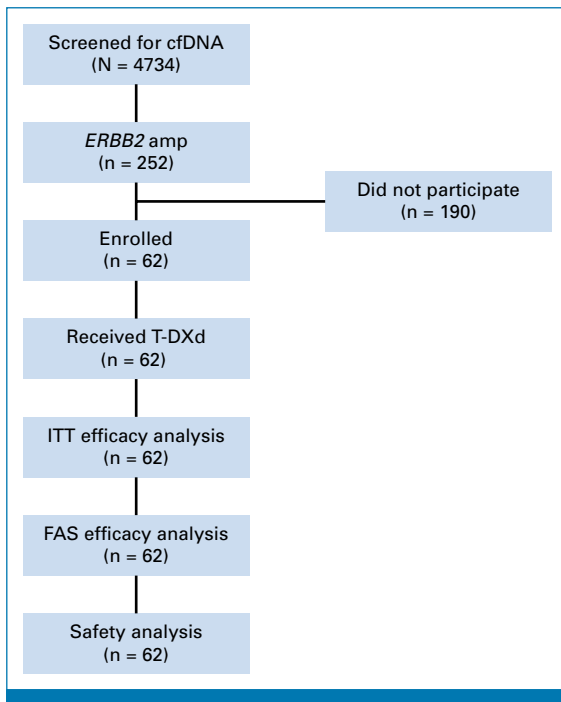 Screened for cfDNA
(N = 4734)
ERBB2 amp
(n = 252)
Did not participate
(n = 190)
Enrolled
(n = 62)
Received T-DXd
(n = 62)
ITT efficacy analysis
(n = 62)
FAS efficacy analysis
(n = 62)
Safety analysis
(n = 62)